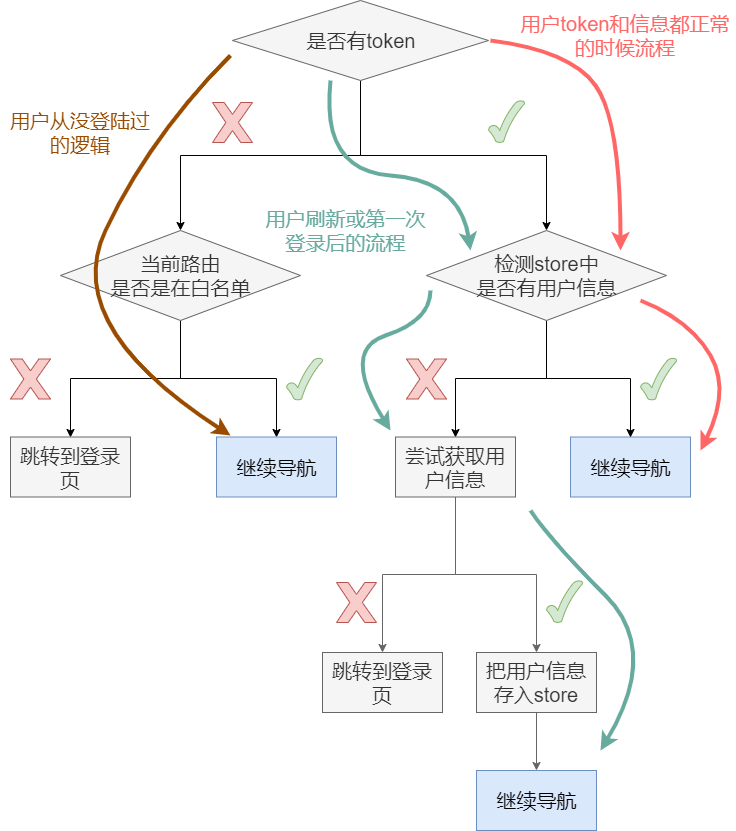 是否有token
用户token和信息都正常
的时候流程
用户从没登陆过
的逻辑
用户刷新或第一次
登录后的流程
当前路由
是否是在白名单
检测store中
是否有用户信息
跳转到登录
页
继续导航
尝试获取用
户信息
继续导航
跳转到登录
页
把用户信息
存入store
继续导航